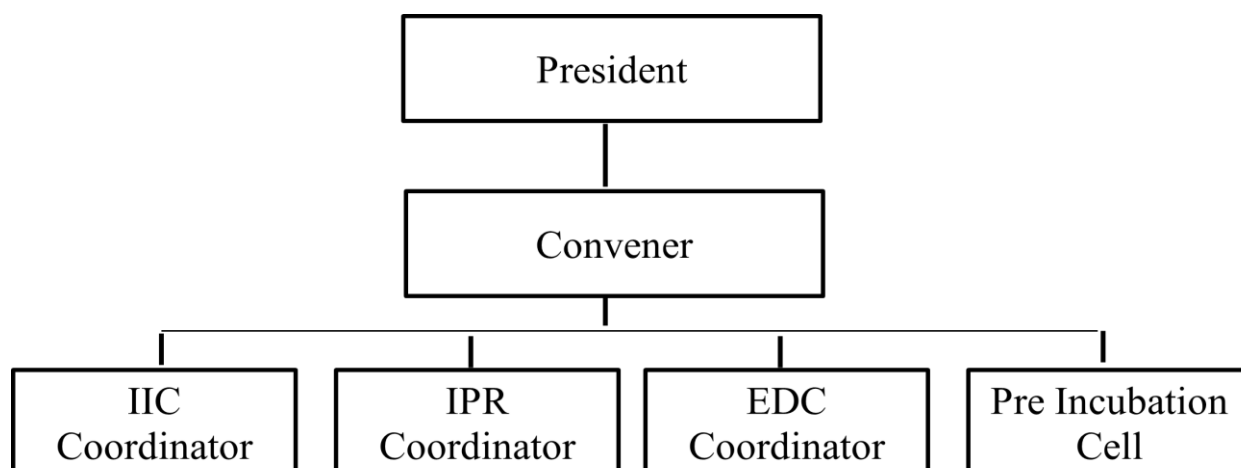 President
Convener
IIC
Coordinator
IPR
Coordinator
EDC
Coordinator
Pre Incubation
Cell